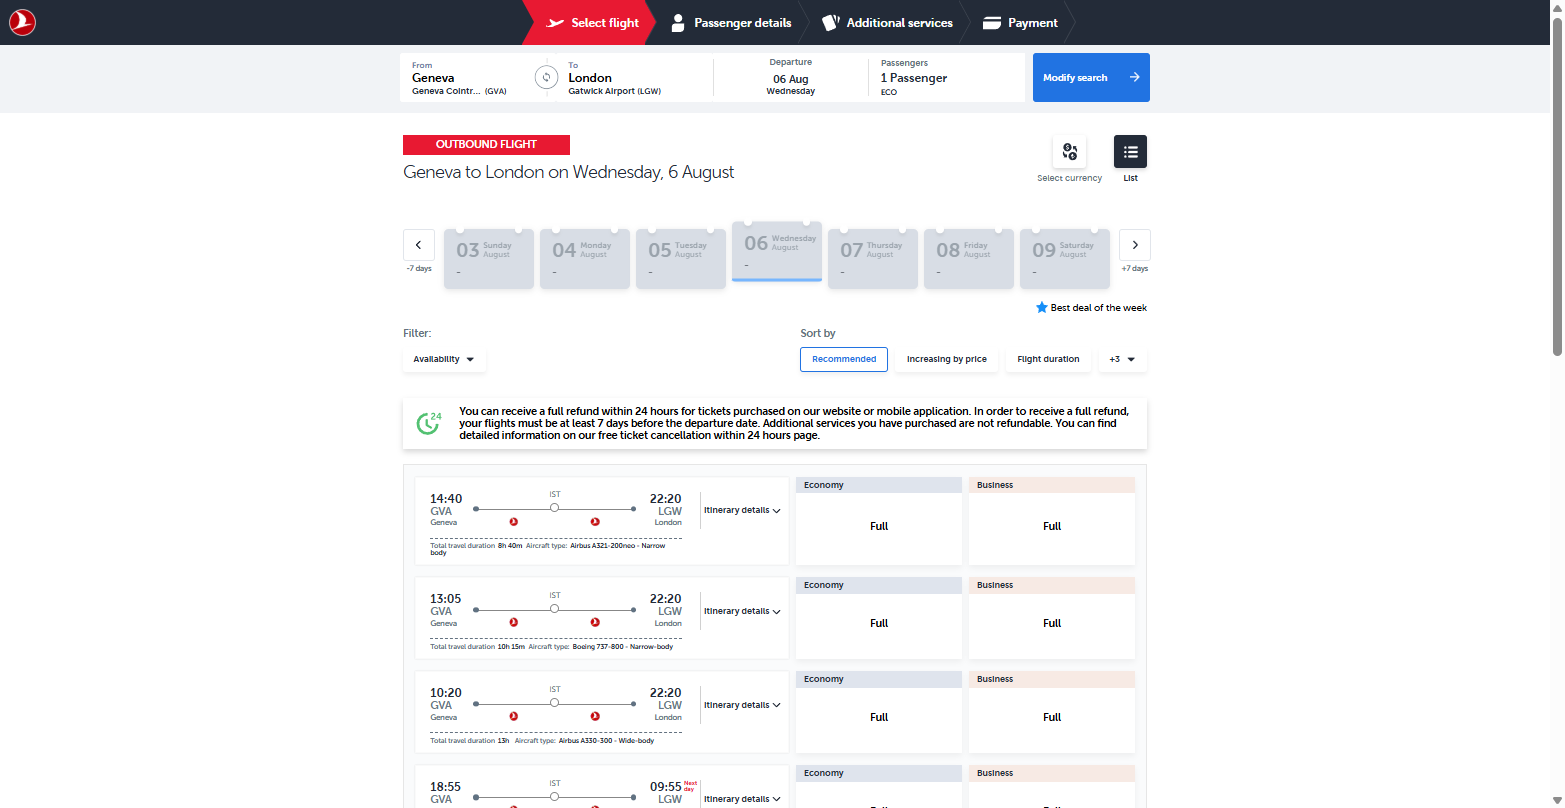 Select flight
Passenger details
Additional services
Payment
From
Geneva
Geneva Cointr... (GVA)
To
London
Gatwick Airport (LGW)
Departure
06 Aug
Wednesday
Passengers
1 Passenger
ECO
Modify search
OUTBOUND FLIGHT
Geneva to London on Wednesday, 6 August
Select currency
List
-7 days
03 Sunday August
-
04 Monday August
-
05 Tuesday August
-
06 Wednesday August
-
07 Thursday August
-
08 Friday August
-
09 Saturday August
-
+7 days
Best deal of the week
Filter:
Availability
Sort by
Recommended
Increasing by price
Flight duration
+3
24
You can receive a full refund within 24 hours for tickets purchased on our website or mobile application. In order to receive a full refund,
your flights must be at least 7 days before the departure date. Additional services you have purchased are not refundable. You can find
detailed information on our free ticket cancellation within 24 hours page.
14:40
GVA
Geneva
IST
22:20
LGW
London
Itinerary details
Total travel duration 8h 40m Aircraft type: Airbus A321-200neo - Narrow
body
Economy
Full
Business
Full
13:05
GVA
Geneva
IST
22:20
LGW
London
Itinerary details
Total travel duration 10h 15m Aircraft type: Boeing 737-800 - Narrow-body
Economy
Full
Business
Full
10:20
GVA
Geneva
IST
22:20
LGW
London
Itinerary details
Total travel duration 13h Aircraft type: Airbus A330-300 - Wide-body
Economy
Full
Business
Full
18:55
GVA
IST
09:55 Next day
LGW
Itinerary details
Economy
Business